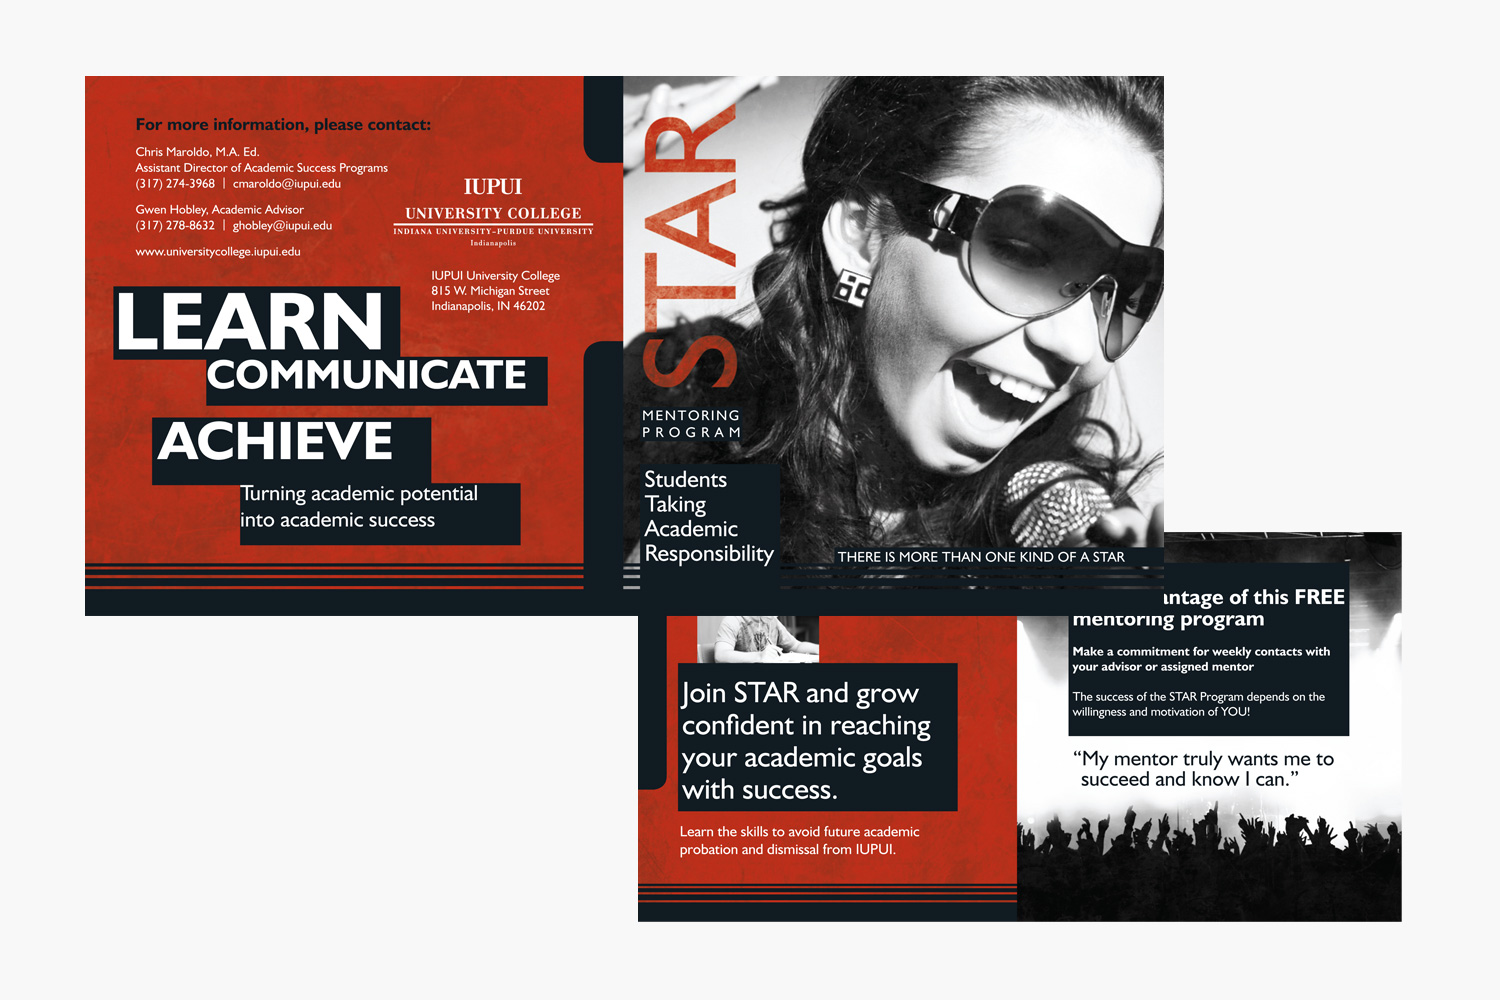 For more information, please contact:
Chris Maroldo, M.A. Ed.
Assistant Director of Academic Success Programs
(317) 274-3968 | cmaroldo@iupui.edu
Gwen Hobley, Academic Advisor
(317) 278-8632 | ghobley@iupui.edu
www.universitycollege.iupui.edu
IUPUI
UNIVERSITY COLLEGE
INDIANA UNIVERSITY–PURDUE UNIVERSITY
Indianapolis
IUPUI University College
815 W. Michigan Street
Indianapolis, IN 46202
LEARN
COMMUNICATE
ACHIEVE
Turning academic potential
into academic success
STAR
MENTORING
PROGRAM
Students
Taking
Academic
Responsibility
THERE IS MORE THAN ONE KIND OF A STAR
Join STAR and grow
confident in reaching
your academic goals
with success.
Learn the skills to avoid future academic
probation and dismissal from IUPUI.
of this FREE
mentoring program
Make a commitment for weekly contacts with
your advisor or assigned mentor
The success of the STAR Program depends on the
willingness and motivation of YOU!
“My mentor truly wants me to
succeed and know I can.”